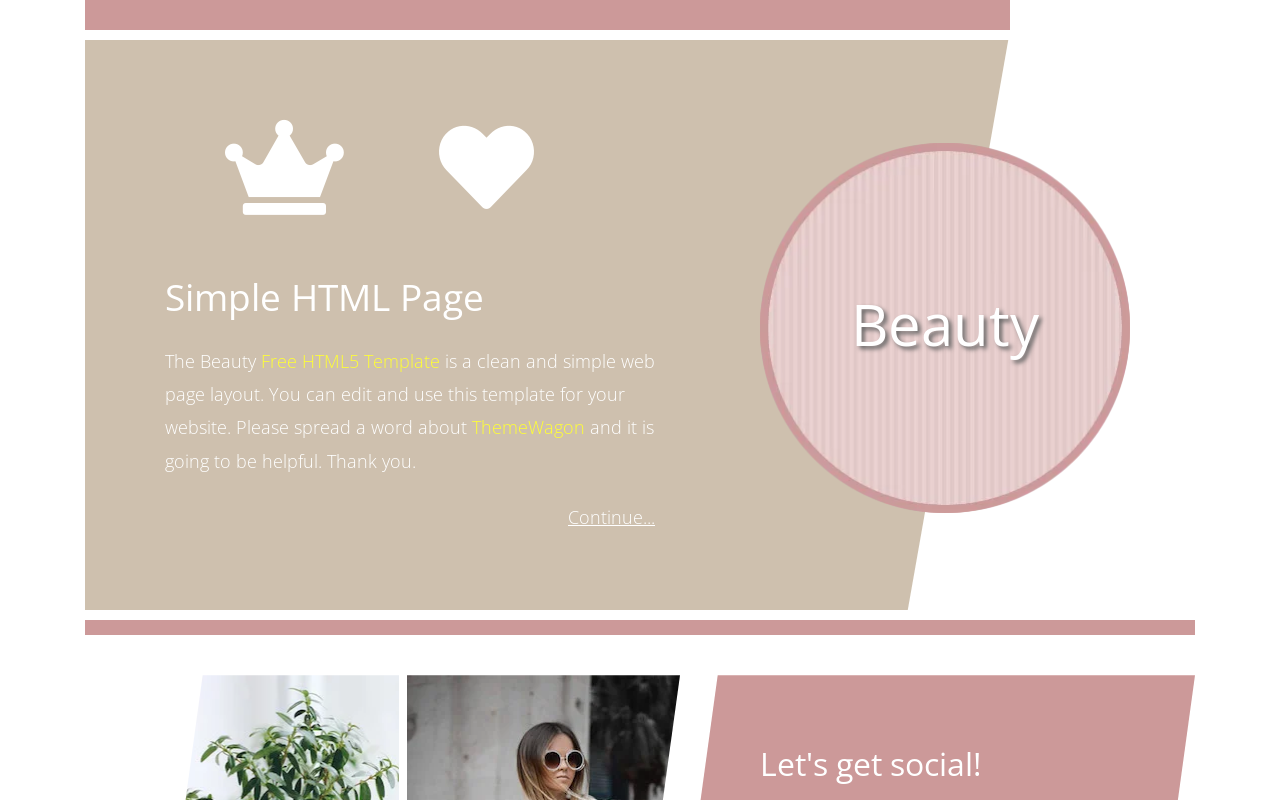 Simple HTML Page
The Beauty Free HTML5 Template is a clean and simple web
page layout. You can edit and use this template for your
website. Please spread a word about ThemeWagon and it is
going to be helpful. Thank you.
Continue...
Beauty
Let's get social!